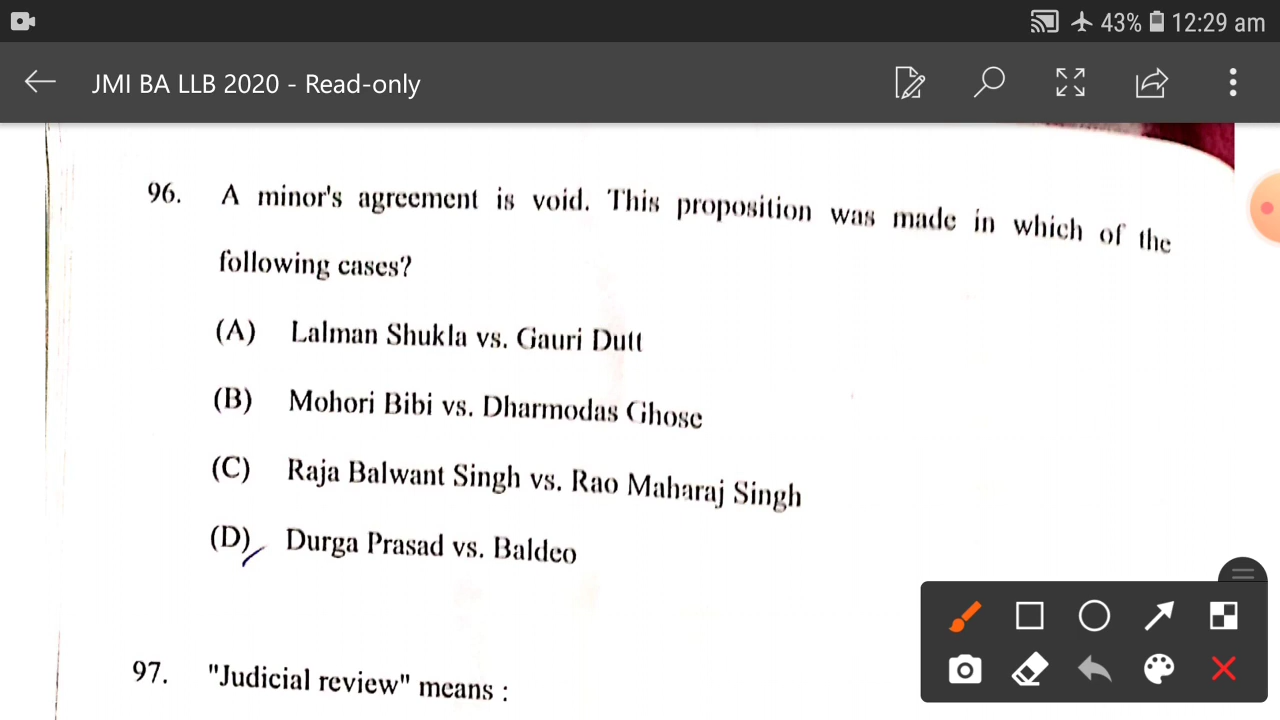 43% 12:29 am
JMI BA LLB 2020 - Read-only
96. A minor's agreement is void. This proposition was made in which of the
following cases?
(A) Lalman Shukla vs. Gauri Dutt
(B) Mohori Bibi vs. Dharmodas Ghose
(C) Raja Balwant Singh vs. Rao Maharaj Singh
(D) Durga Prasad vs. Baldeo
97. "Judicial review" means :